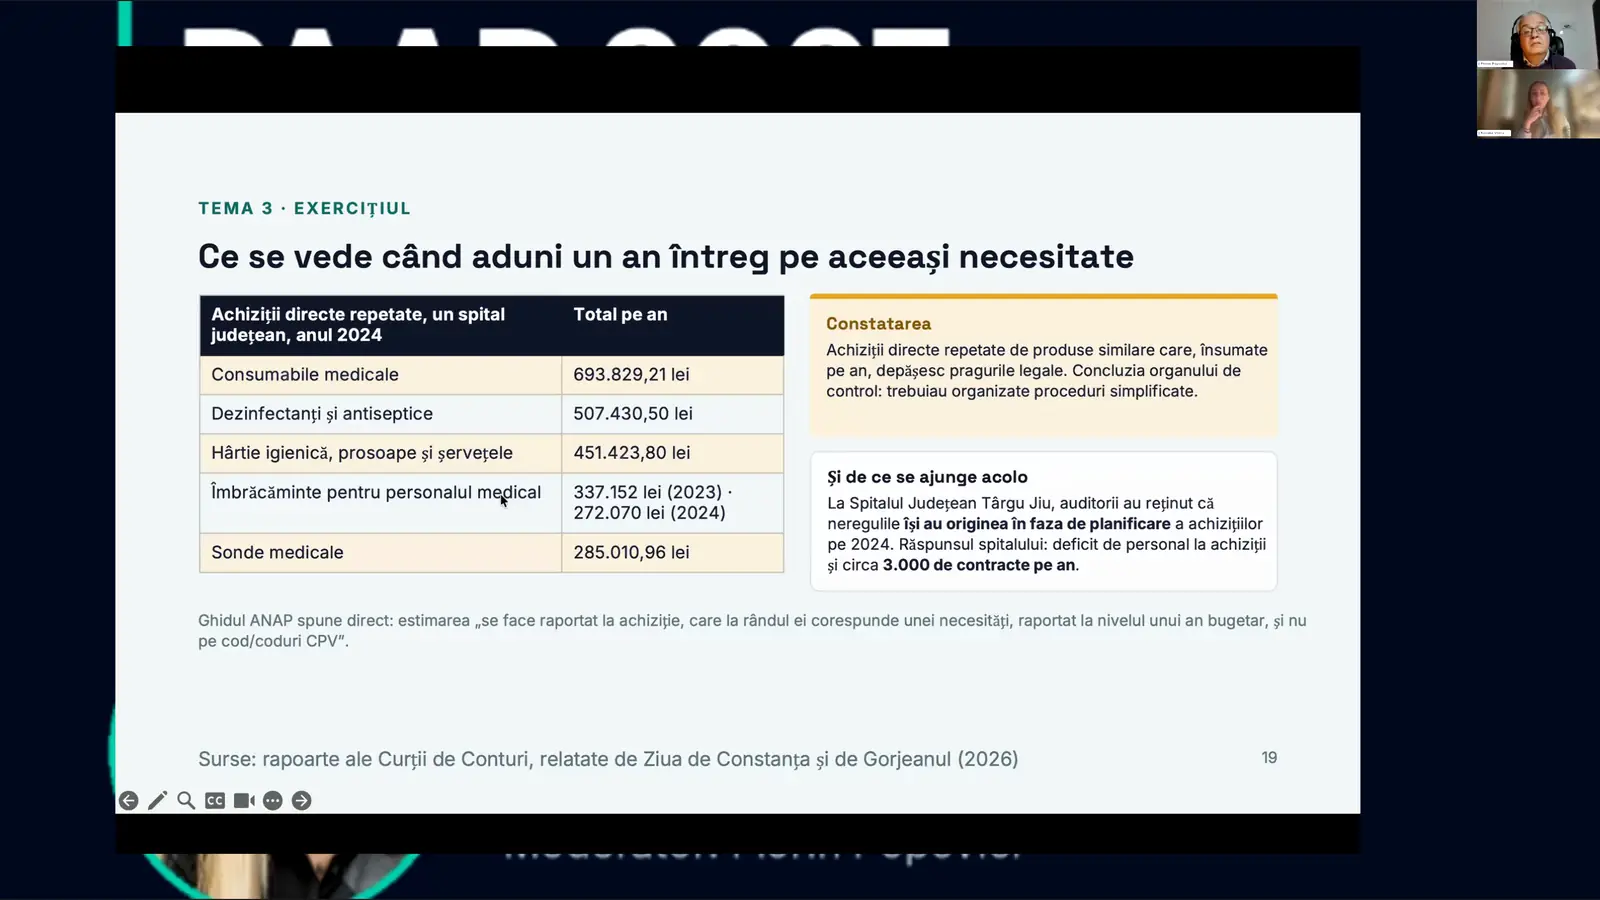 TEMA 3 · EXERCIȚIUL
Ce se vede când aduni un an întreg pe aceeași necesitate
Achiziții directe repetate, un spital
județean, anul 2024
Total pe an
Consumabile medicale
693.829,21 lei
Dezinfectanți și antiseptice
507.430,50 lei
Hârtie igienică, prosoape și șervețele
451.423,80 lei
Îmbrăcăminte pentru personalul medical
337.152 lei (2023) ·
272.070 lei (2024)
Sonde medicale
285.010,96 lei
Constatarea
Achiziții directe repetate de produse similare care, însumate
pe an, depășesc pragurile legale. Concluzia organului de
control: trebuiau organizate proceduri simplificate.
Și de ce se ajunge acolo
La Spitalul Județean Târgu Jiu, auditorii au reținut că
neregulile își au originea în faza de planificare a achizițiilor
pe 2024. Răspunsul spitalului: deficit de personal la achiziții
și circa 3.000 de contracte pe an.
Ghidul ANAP spune direct: estimarea „se face raportat la achiziție, care la rândul ei corespunde unei necesități, raportat la nivelul unui an bugetar, și nu
pe cod/coduri CPV”.
Surse: rapoarte ale Curții de Conturi, relatate de Ziua de Constanța și de Gorjeanul (2026)
19
CC